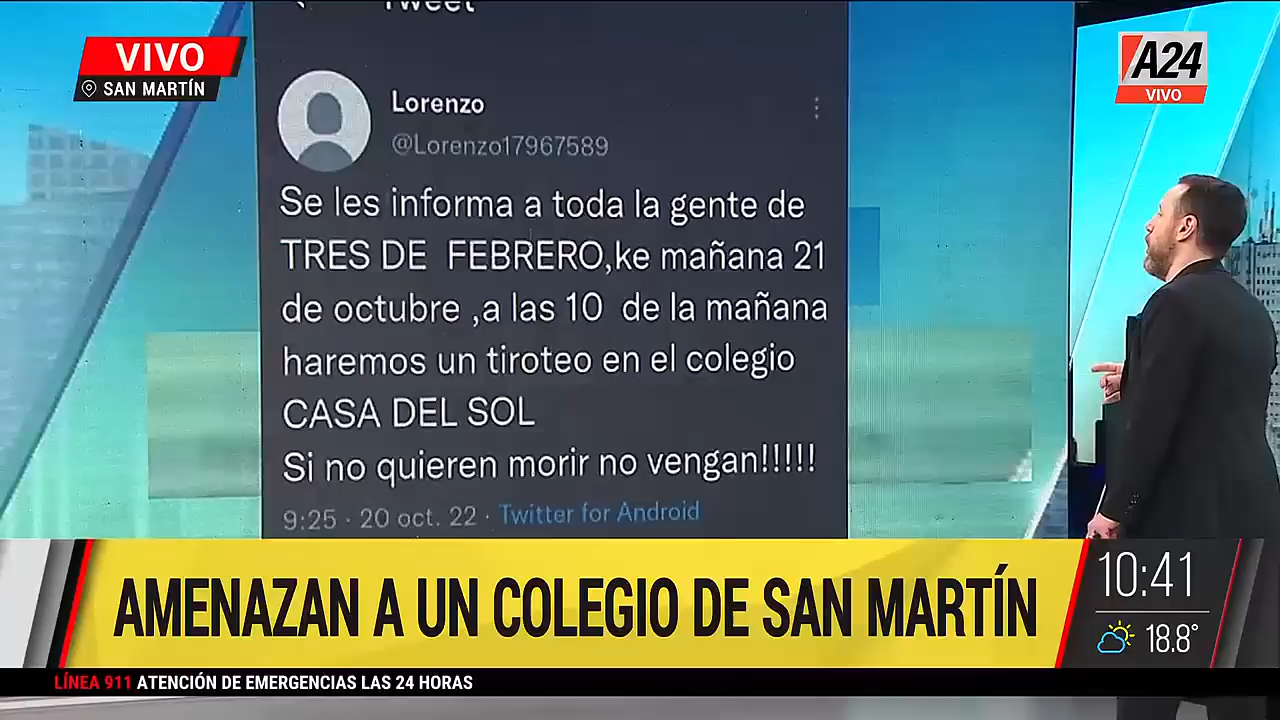 Tweet
VIVO
SAN MARTÍN
A24
VIVO
Lorenzo
@Lorenzo17967589
Se les informa a toda la gente de
TRES DE FEBRERO,ke mañana 21
de octubre ,a las 10 de la mañana
haremos un tiroteo en el colegio
CASA DEL SOL
Si no quieren morir no vengan!!!!!
9:25 · 20 oct. 22 · Twitter for Android
AMENAZAN A UN COLEGIO DE SAN MARTÍN
10:41
18.8°
LÍNEA 911 ATENCIÓN DE EMERGENCIAS LAS 24 HORAS